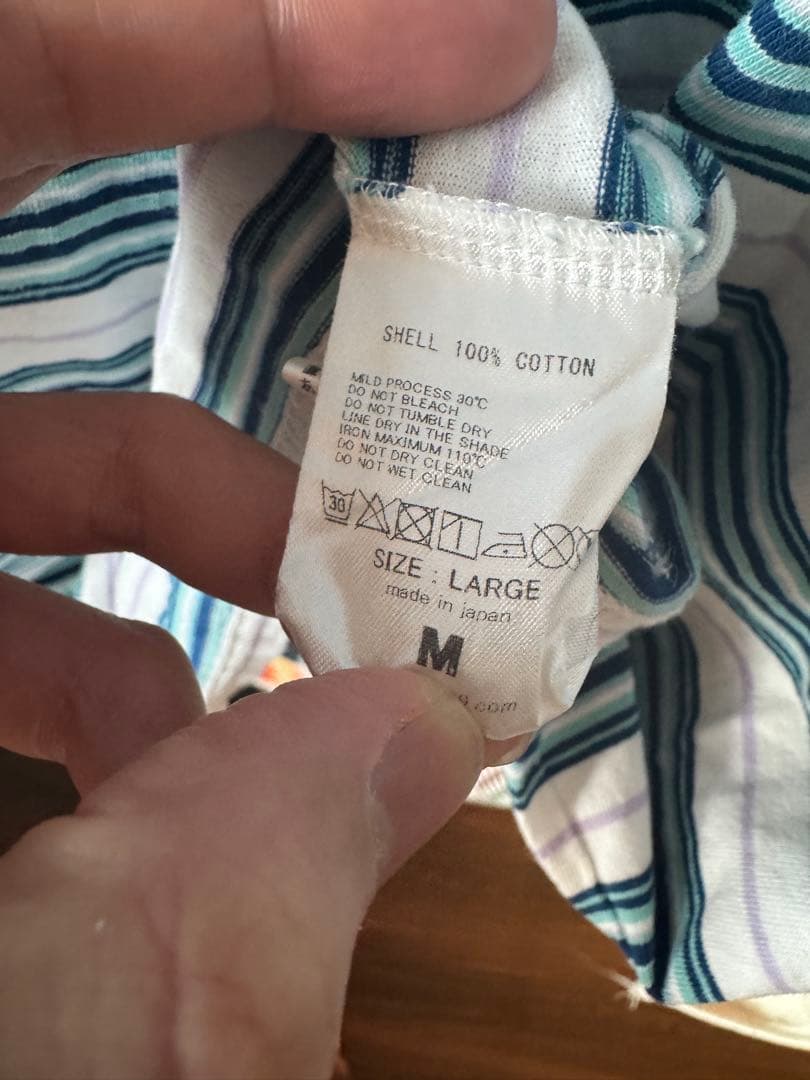 SHELL 100% COTTON
MILD PROCESS 30℃
DO NOT BLEACH
DO NOT TUMBLE DRY
LINE DRY IN THE SHADE
IRON MAXIMUM 110℃
DO NOT DRY CLEAN
DO NOT WET CLEAN
30
SIZE : LARGE
made in japan
M
.com